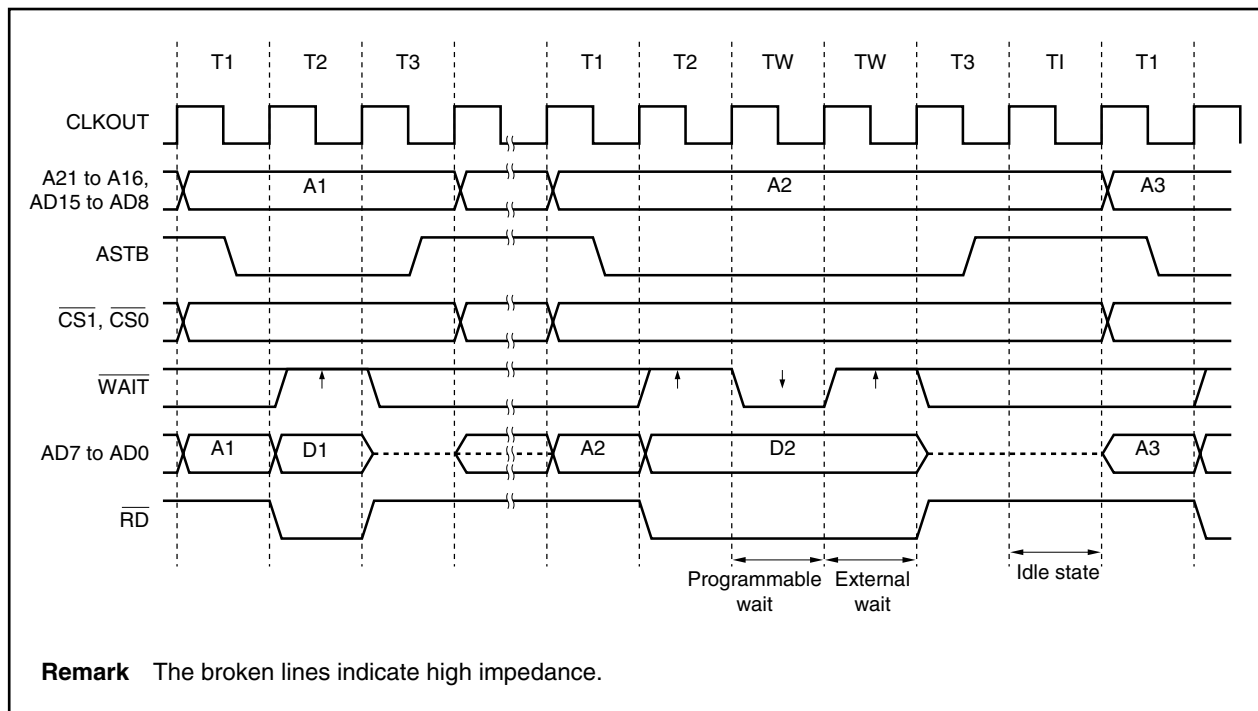 T1 T2 T3 T1 T2 TW TW T3 TI T1
CLKOUT
A21 to A16,
AD15 to AD8
A1 A2 A3
ASTB
CS1, CS0
WAIT
AD7 to AD0
A1 D1 A2 D2 A3
RD
Programmable
wait
External
wait
Idle state
Remark The broken lines indicate high impedance.